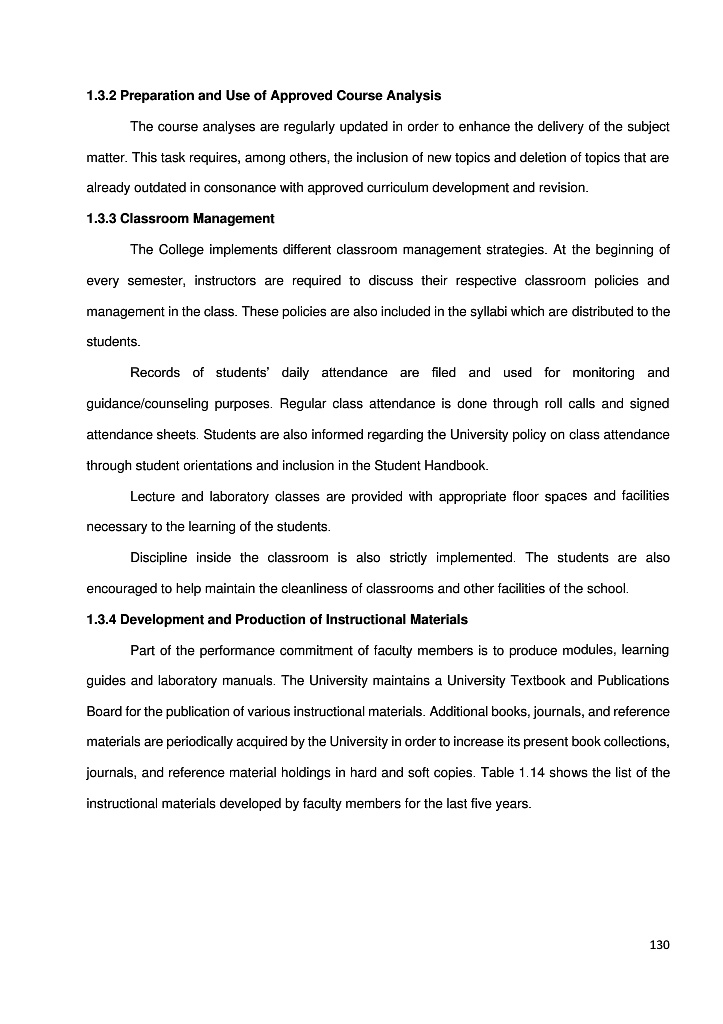 1.3.2 Preparation and Use of Approved Course Analysis
The course analyses are regularly updated in order to enhance the delivery of the subject
matter. This task requires, among others, the inclusion of new topics and deletion of topics that are
already outdated in consonance with approved curriculum development and revision.
1.3.3 Classroom Management
The College implements different classroom management strategies. At the beginning of
every semester, instructors are required to discuss their respective classroom policies and
management in the class. These policies are also included in the syllabi which are distributed to the
students.
Records of students’ daily attendance are filed and used for monitoring and
guidance/counseling purposes. Regular class attendance is done through roll calls and signed
attendance sheets. Students are also informed regarding the University policy on class attendance
through student orientations and inclusion in the Student Handbook.
Lecture and laboratory classes are provided with appropriate floor spaces and facilities
necessary to the learning of the students.
Discipline inside the classroom is also strictly implemented. The students are also
encouraged to help maintain the cleanliness of classrooms and other facilities of the school.
1.3.4 Development and Production of Instructional Materials
Part of the performance commitment of faculty members is to produce modules, learning
guides and laboratory manuals. The University maintains a University Textbook and Publications
Board for the publication of various instructional materials. Additional books, journals, and reference
materials are periodically acquired by the University in order to increase its present book collections,
journals, and reference material holdings in hard and soft copies. Table 1.14 shows the list of the
instructional materials developed by faculty members for the last five years.
130